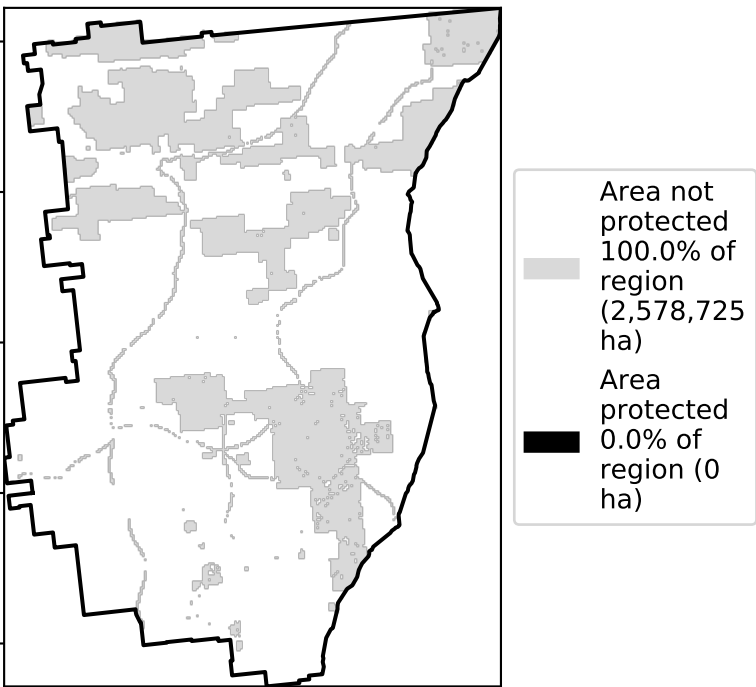 Area not
protected
100.0% of
region
(2,578,725
ha)
Area
protected
0.0% of
region (0
ha)